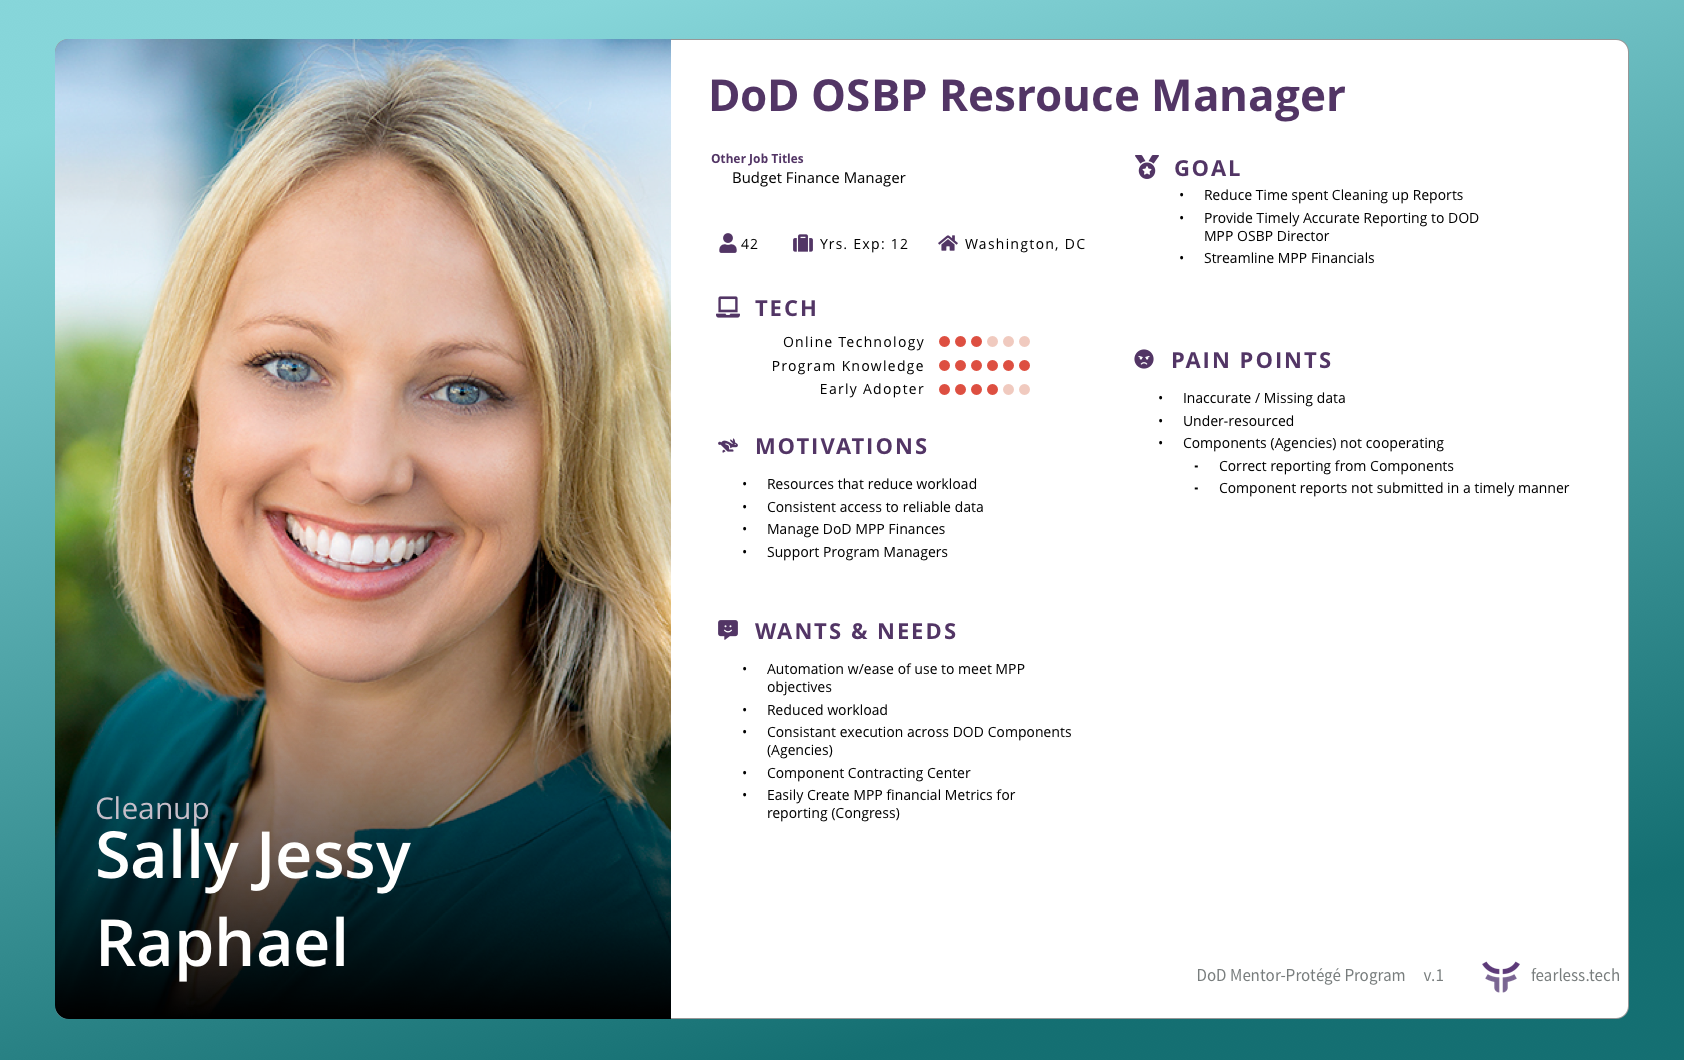 DoD OSBP Resrouce Manager
Other Job Titles
Budget Finance Manager
42
Yrs. Exp: 12
Washington, DC
TECH
Online Technology
Program Knowledge
Early Adopter
MOTIVATIONS
• Resources that reduce workload
• Consistent access to reliable data
• Manage DoD MPP Finances
• Support Program Managers
WANTS & NEEDS
• Automation w/ease of use to meet MPP
objectives
• Reduced workload
• Consistant execution across DOD Components
(Agencies)
• Component Contracting Center
• Easily Create MPP financial Metrics for
reporting (Congress)
GOAL
• Reduce Time spent Cleaning up Reports
• Provide Timely Accurate Reporting to DOD
MPP OSBP Director
• Streamline MPP Financials
PAIN POINTS
• Inaccurate / Missing data
• Under-resourced
• Components (Agencies) not cooperating
- Correct reporting from Components
- Component reports not submitted in a timely manner
Cleanup
Sally Jessy
Raphael
DoD Mentor-Protégé Program v.1
fearless.tech